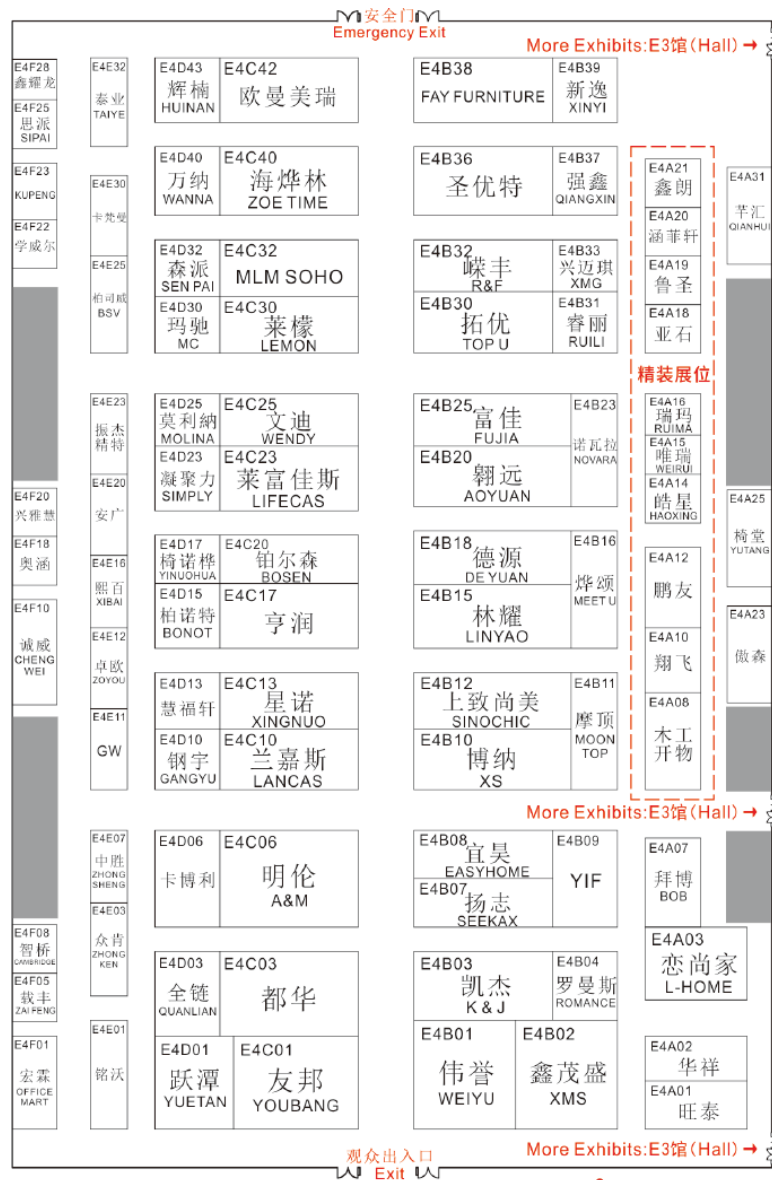 安全门
Emergency Exit
More Exhibits:E3馆(Hall) →
E4F28
鑫耀龙
E4F25
思派
SIPAI
E4F23
KUPENG
E4F22
学威尔
E4F20
兴雅慧
E4F18
奥涵
E4F10
诚威
CHENG
WEI
E4F08
智桥
CAMBRIDGE
E4F05
载丰
ZAIFENG
E4F01
宏霖
OFFICE
MART
E4E32
泰业
TAIYE
E4E30
卡梵曼
E4E25
柏司威
BSV
E4E23
振杰
精特
E4E20
安广
E4E16
熙百
XIBAI
E4E12
卓欧
ZOYOU
E4E11
GW
E4E07
中胜
ZHONG
SHENG
E4E03
众肯
ZHONG
KEN
E4E01
铭沃
E4D43
辉楠
HUINAN
E4C42
欧曼美瑞
E4D40
万纳
WANNA
E4C40
海烨林
ZOE TIME
E4D32
森派
SEN PAI
E4C32
MLM SOHO
E4D30
玛驰
MC
E4C30
莱檬
LEMON
E4D25
莫利納
MOLINA
E4C25
文迪
WENDY
E4D23
凝聚力
SIMPLY
E4C23
莱富佳斯
LIFECAS
E4D17
椅诺桦
YINUOHUA
E4C20
铂尔森
BOSEN
E4D15
柏诺特
BONOT
E4C17
亨润
E4D13
慧福轩
E4C13
星诺
XINGNUO
E4D10
钢宇
GANGYU
E4C10
兰嘉斯
LANCAS
E4D06
卡博利
E4C06
明伦
A&M
E4D03
全链
QUANLIAN
E4C03
都华
E4D01
跃潭
YUETAN
E4C01
友邦
YOUBANG
E4B38
FAY FURNITURE
E4B39
新逸
XINYI
E4B36
圣优特
E4B37
强鑫
QIANGXIN
E4B32
嵘丰
R&F
E4B33
兴迈琪
XMG
E4B30
拓优
TOP U
E4B31
睿丽
RUILI
E4B25
富佳
FUJIA
E4B23
诺瓦拉
NOVARA
E4B20
翱远
AOYUAN
E4B18
德源
DE YUAN
E4B16
烨颂
MEET U
E4B15
林耀
LINYAO
E4B12
上致尚美
SINOCHIC
E4B11
摩顶
MOON
TOP
E4B10
博纳
XS
E4B08
宜昊
EASYHOME
E4B09
YIF
E4B07
扬志
SEEKAX
E4B03
凯杰
K & J
E4B04
罗曼斯
ROMANCE
E4B01
伟誉
WEIYU
E4B02
鑫茂盛
XMS
E4A21
鑫朗
E4A20
涵菲轩
E4A19
鲁圣
E4A18
亚石
精装展位
E4A16
瑞玛
RUIMA
E4A15
唯瑞
WEIRUI
E4A14
皓星
HAOXING
E4A12
鹏友
E4A10
翔飞
E4A08
木工
开物
E4A31
芊汇
QIANHUI
E4A25
椅堂
YUTANG
E4A23
傲森
More Exhibits:E3馆(Hall) →
E4A07
拜博
BOB
E4A03
恋尚家
L-HOME
E4A02
华祥
E4A01
旺泰
More Exhibits:E3馆(Hall) →
观众出入口
Exit